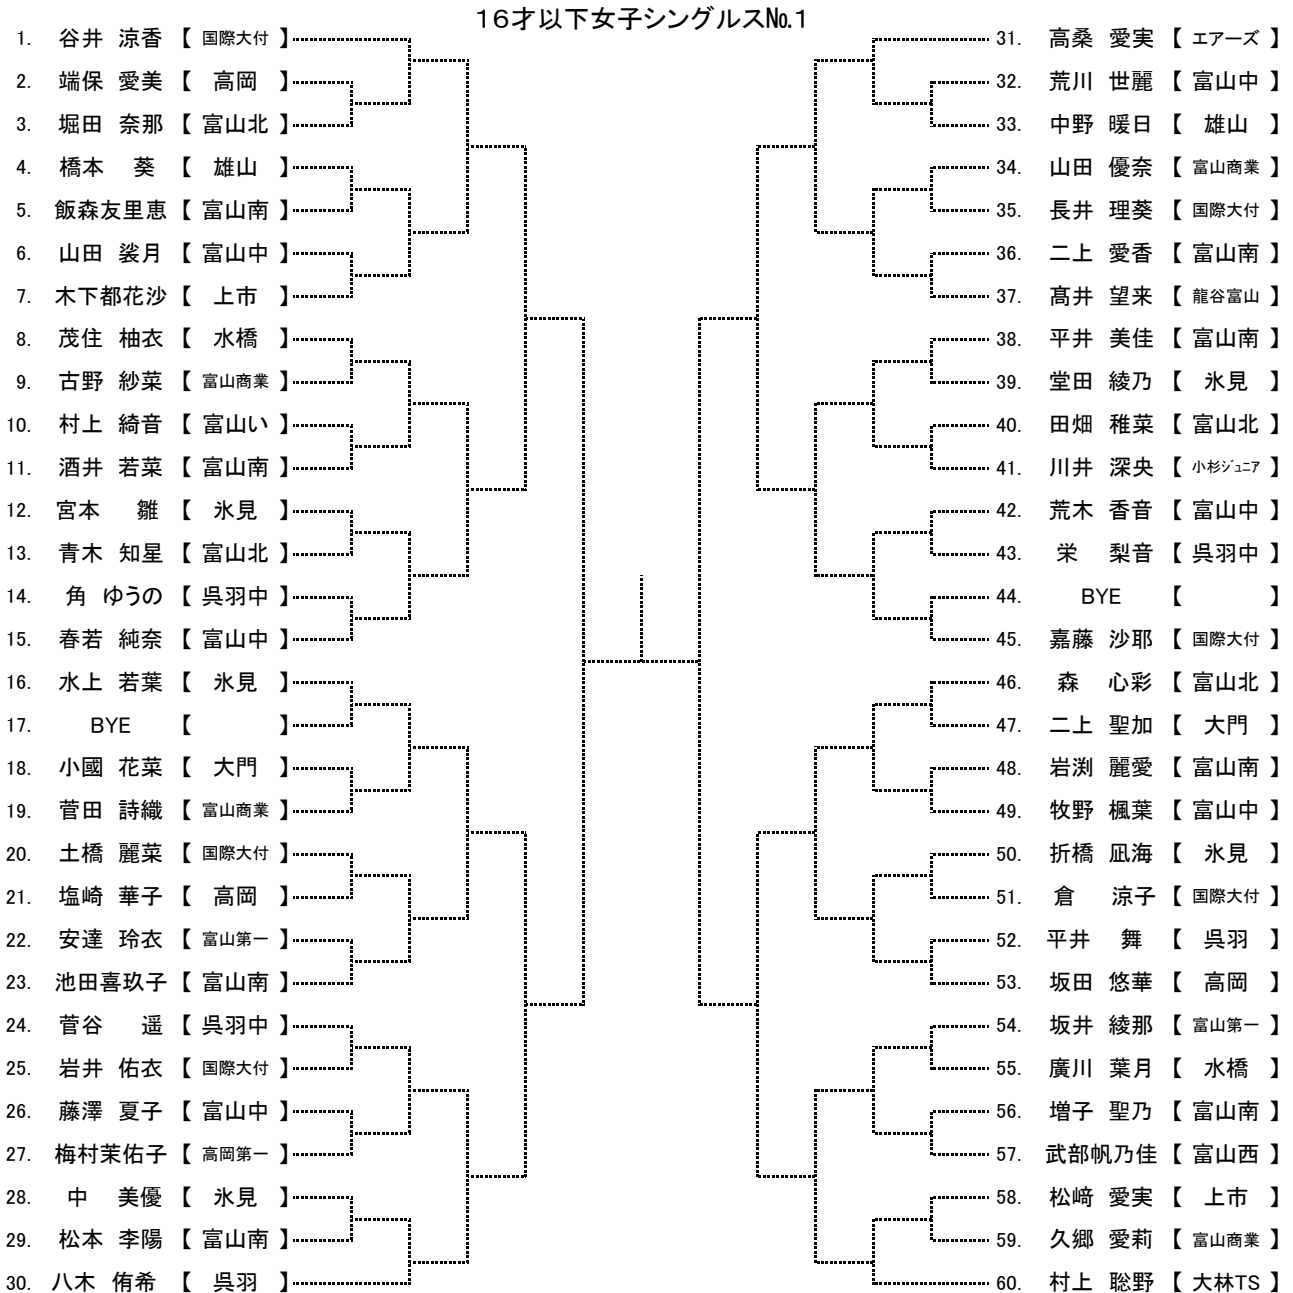 16才以下女子シングルス№1
1. 谷井 涼香 【 国際大付 】
2. 端保 愛美 【 高岡 】
3. 堀田 奈那 【 富山北 】
4. 橋本 葵 【 雄山 】
5. 飯森友里恵 【 富山南 】
6. 山田 裟月 【 富山中 】
7. 木下都花沙 【 上市 】
8. 茂住 柚衣 【 水橋 】
9. 古野 紗菜 【 富山商業 】
10. 村上 綺音 【 富山い 】
11. 酒井 若菜 【 富山南 】
12. 宮本 雛 【 氷見 】
13. 青木 知星 【 富山北 】
14. 角 ゆうの 【 呉羽中 】
15. 春若 純奈 【 富山中 】
16. 水上 若葉 【 氷見 】
17. BYE 【 】
18. 小國 花菜 【 大門 】
19. 菅田 詩織 【 富山商業 】
20. 土橋 麗菜 【 国際大付 】
21. 塩崎 華子 【 高岡 】
22. 安達 玲衣 【 富山第一 】
23. 池田喜玖子 【 富山南 】
24. 菅谷 遥 【 呉羽中 】
25. 岩井 佑衣 【 国際大付 】
26. 藤澤 夏子 【 富山中 】
27. 梅村茉佑子 【 高岡第一 】
28. 中 美優 【 氷見 】
29. 松本 李陽 【 富山南 】
30. 八木 侑希 【 呉羽 】
31. 高桑 愛実 【 エアーズ 】
32. 荒川 世麗 【 富山中 】
33. 中野 暖日 【 雄山 】
34. 山田 優奈 【 富山商業 】
35. 長井 理葵 【 国際大付 】
36. 二上 愛香 【 富山南 】
37. 髙井 望来 【 龍谷富山 】
38. 平井 美佳 【 富山南 】
39. 堂田 綾乃 【 氷見 】
40. 田畑 稚菜 【 富山北 】
41. 川井 深央 【 小杉ｼﾞｭﾆｱ 】
42. 荒木 香音 【 富山中 】
43. 栄 梨音 【 呉羽中 】
44. BYE 【 】
45. 嘉藤 沙耶 【 国際大付 】
46. 森 心彩 【 富山北 】
47. 二上 聖加 【 大門 】
48. 岩渕 麗愛 【 富山南 】
49. 牧野 楓葉 【 富山中 】
50. 折橋 凪海 【 氷見 】
51. 倉 涼子 【 国際大付 】
52. 平井 舞 【 呉羽 】
53. 坂田 悠華 【 高岡 】
54. 坂井 綾那 【 富山第一 】
55. 廣川 葉月 【 水橋 】
56. 増子 聖乃 【 富山南 】
57. 武部帆乃佳 【 富山西 】
58. 松﨑 愛実 【 上市 】
59. 久郷 愛莉 【 富山商業 】
60. 村上 聡野 【 大林TS 】